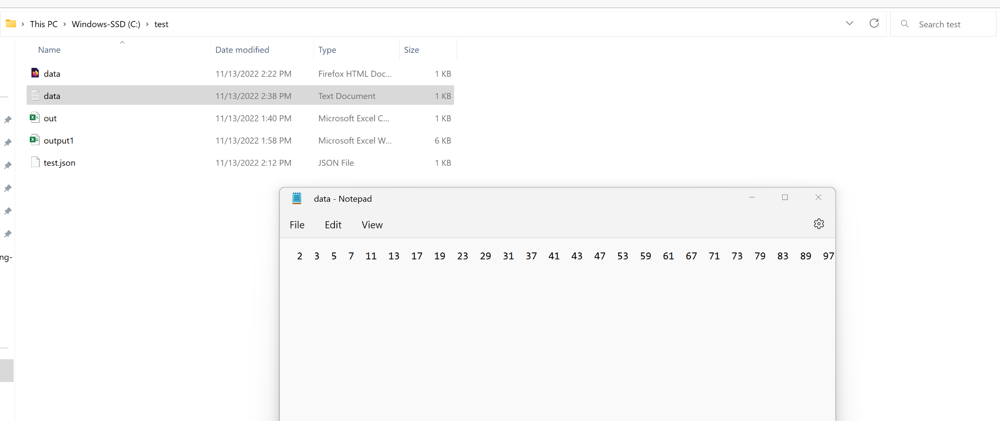 This PC > Windows-SSD (C:) > test
Search test
Name Date modified Type Size
data 11/13/2022 2:22 PM Firefox HTML Doc... 1 KB
data 11/13/2022 2:38 PM Text Document 1 KB
out 11/13/2022 1:40 PM Microsoft Excel C... 1 KB
output1 11/13/2022 1:58 PM Microsoft Excel W... 6 KB
test.json 11/13/2022 2:12 PM JSON File 1 KB
ng-
data - Notepad
File Edit View
2 3 5 7 11 13 17 19 23 29 31 37 41 43 47 53 59 61 67 71 73 79 83 89 97